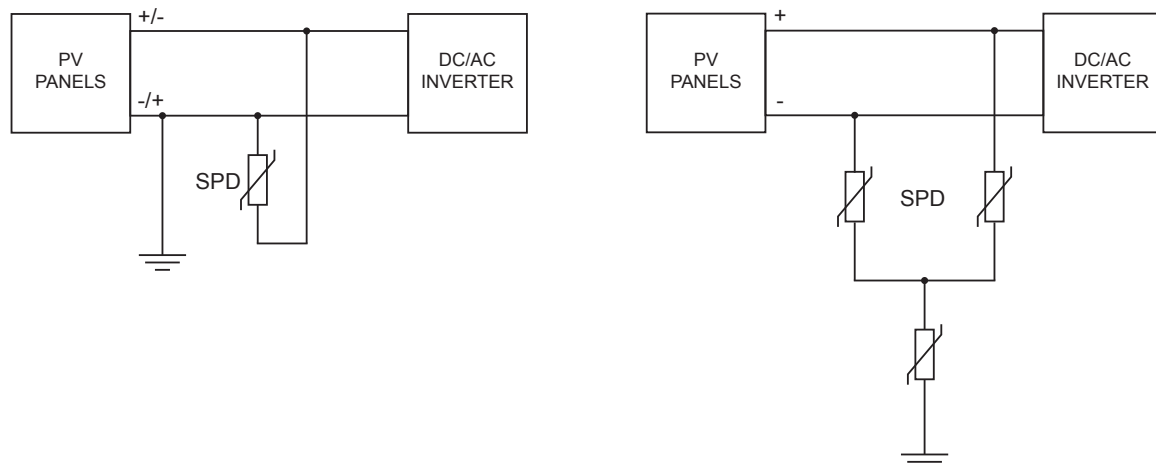 +/-
PV
PANELS
DC/AC
INVERTER
-/+
SPD
+
PV
PANELS
DC/AC
INVERTER
-
SPD